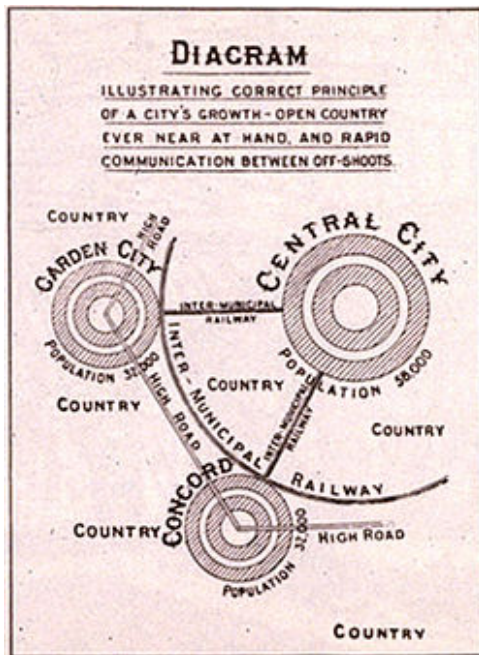 DIAGRAM
ILLUSTRATING CORRECT PRINCIPLE
OF A CITY'S GROWTH - OPEN COUNTRY
EVER NEAR AT HAND, AND RAPID
COMMUNICATION BETWEEN OFF-SHOOTS.
COUNTRY
HIGH
ROAD
GARDEN CITY
POPULATION 32,000
CENTRAL CITY
POPULATION 58,000
INTER-MUNICIPAL
RAILWAY
INTER-MUNICIPAL RAILWAY
COUNTRY
INTER-MUNICIPAL
RAILWAY
COUNTRY
HIGH ROAD
COUNTRY
CONCORD
POPULATION 32,000
COUNTRY
HIGH ROAD
COUNTRY